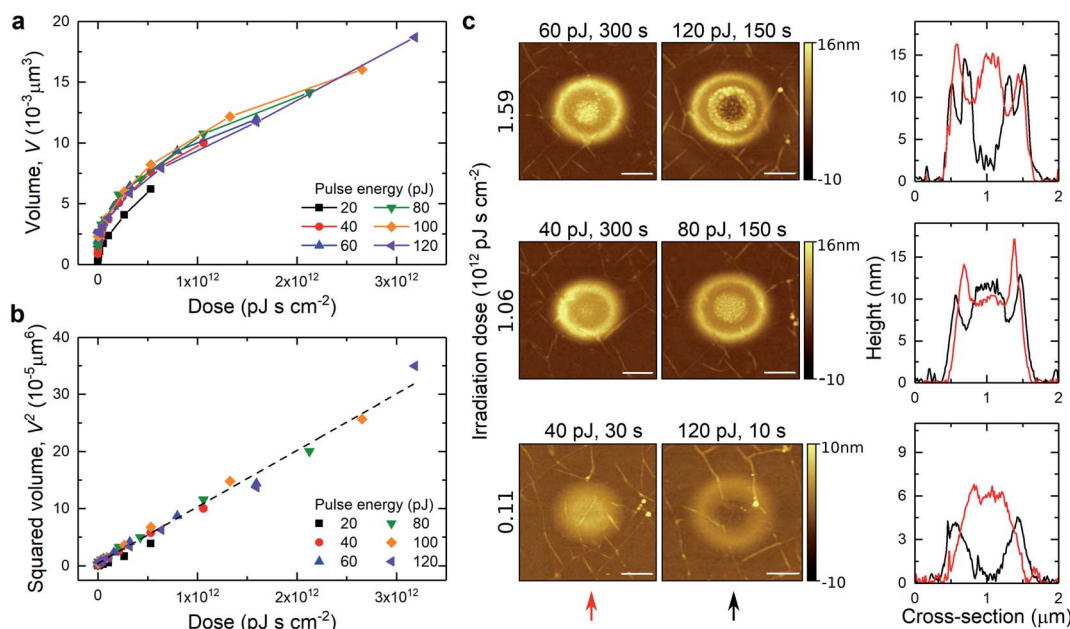 a
20
15
10
5
0
Volume, V (10-3μm3)
Pulse energy (pJ)
20 80
40 100
60 120
0 1x10¹² 2x10¹² 3x10¹²
Dose (pJ s cm⁻²)
b
40
30
20
10
0
Squared volume, V² (10⁻⁵μm⁶)
Pulse energy (pJ)
20 80
40 100
60 120
0 1x10¹² 2x10¹² 3x10¹²
Dose (pJ s cm⁻²)
c
Irradiation dose (10¹² pJ s cm⁻²)
60 pJ, 300 s 120 pJ, 150 s
1.59
16nm
-10
15
10
5
0
0 1 2
40 pJ, 300 s 80 pJ, 150 s
1.06
16nm
-10
Height (nm)
15
10
5
0
0 1 2
40 pJ, 30 s 120 pJ, 10 s
0.11
10nm
-10
9
6
3
0
0 1 2
Cross-section (μm)